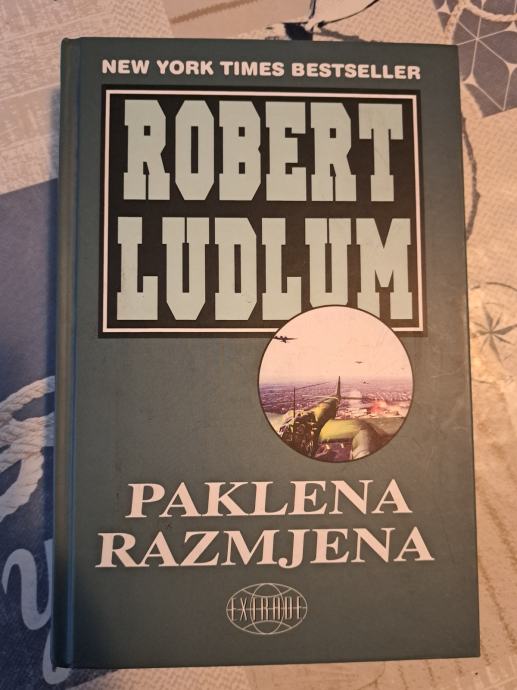 NEW YORK TIMES BESTSELLER
ROBERT
LUDLUM
PAKLENA
RAZMJENA
EXTRADE